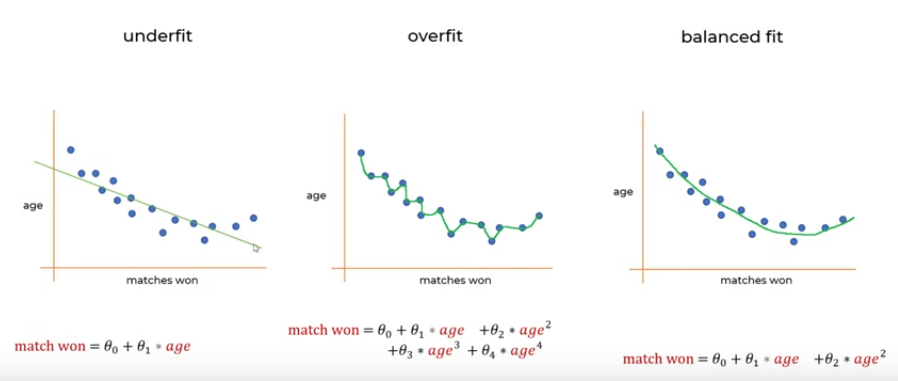 underfit
age
matches won
match won = θ₀ + θ₁ * age
overfit
age
matches won
match won = θ₀ + θ₁ * age +θ₂ * age²
+θ₃ * age³ + θ₄ * age⁴
balanced fit
age
matches won
match won = θ₀ + θ₁ * age +θ₂ * age²